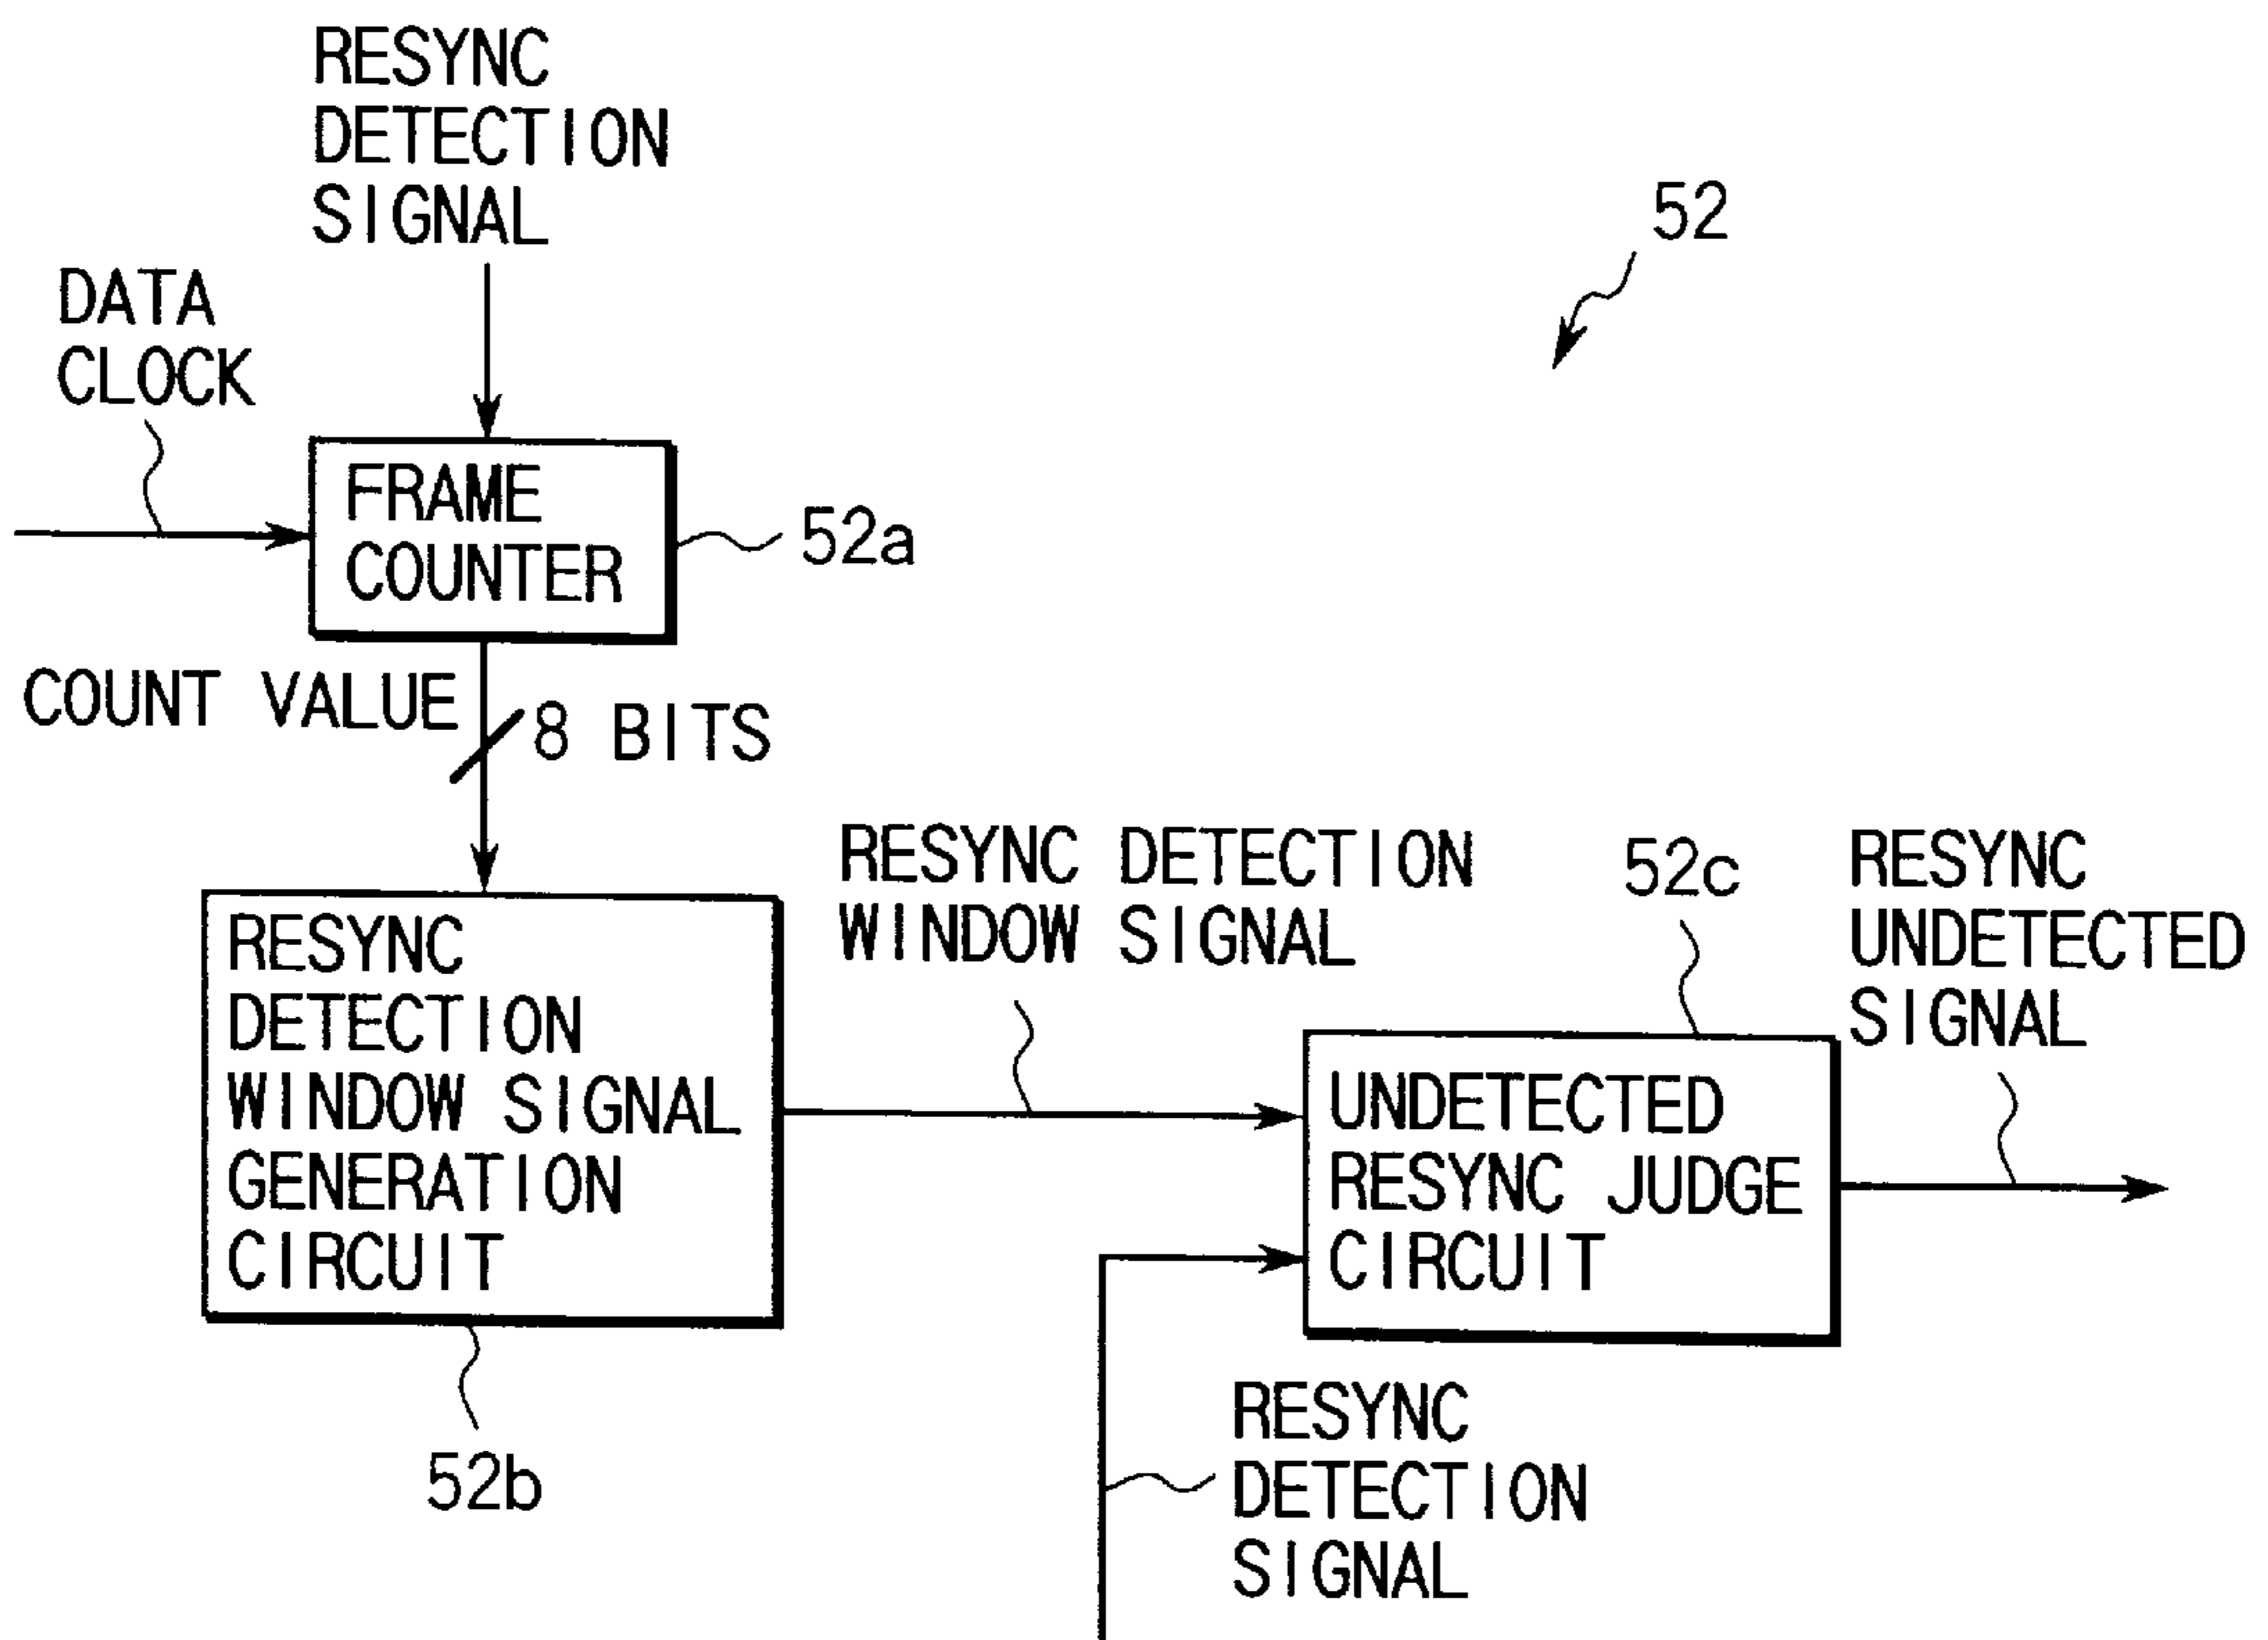 RESYNC
DETECTION
SIGNAL
52
DATA
CLOCK
FRAME
COUNTER
52a
COUNT VALUE
8 BITS
RESYNC DETECTION
WINDOW SIGNAL
52c
RESYNC
UNDETECTED
SIGNAL
RESYNC
DETECTION
WINDOW SIGNAL
GENERATION
CIRCUIT
UNDETECTED
RESYNC JUDGE
CIRCUIT
52b
RESYNC
DETECTION
SIGNAL